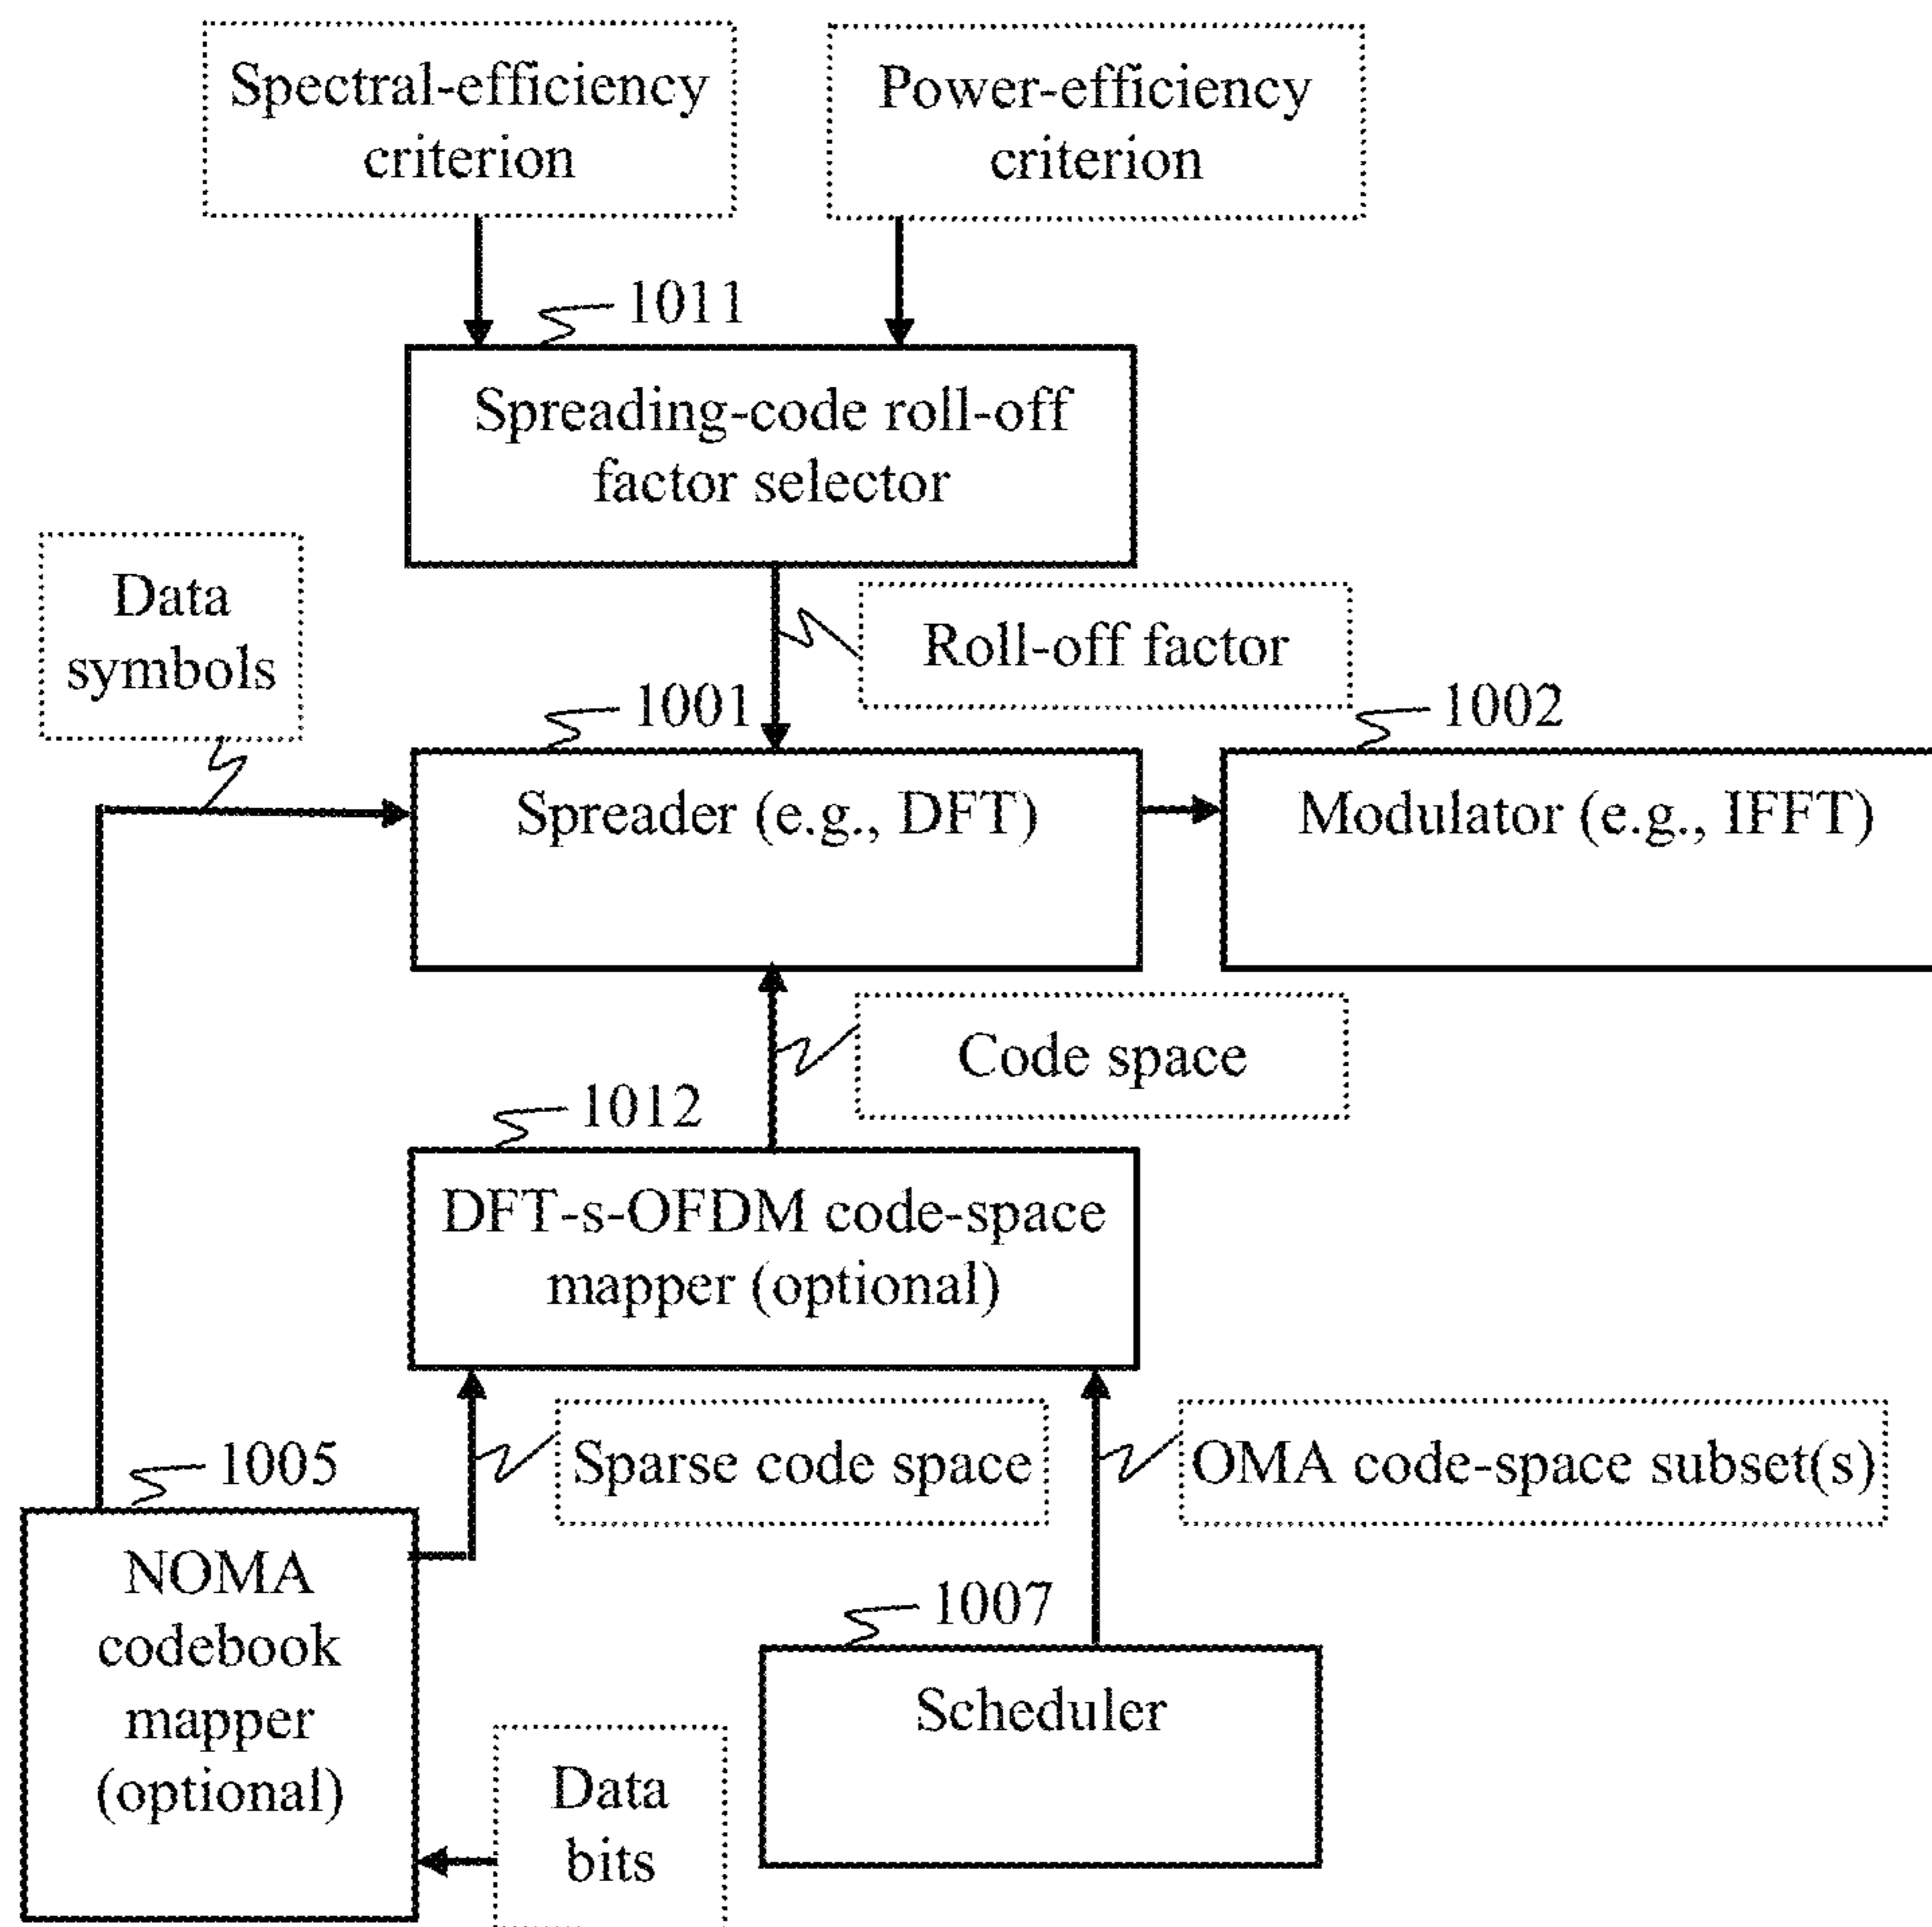 Spectral-efficiency
criterion
Power-efficiency
criterion
1011
Spreading-code roll-off
factor selector
Data
symbols
Roll-off factor
1001
1002
Spreader (e.g., DFT)
Modulator (e.g., IFFT)
Code space
1012
DFT-s-OFDM code-space
mapper (optional)
1005
Sparse code space
OMA code-space subset(s)
NOMA
codebook
mapper
(optional)
1007
Scheduler
Data
bits